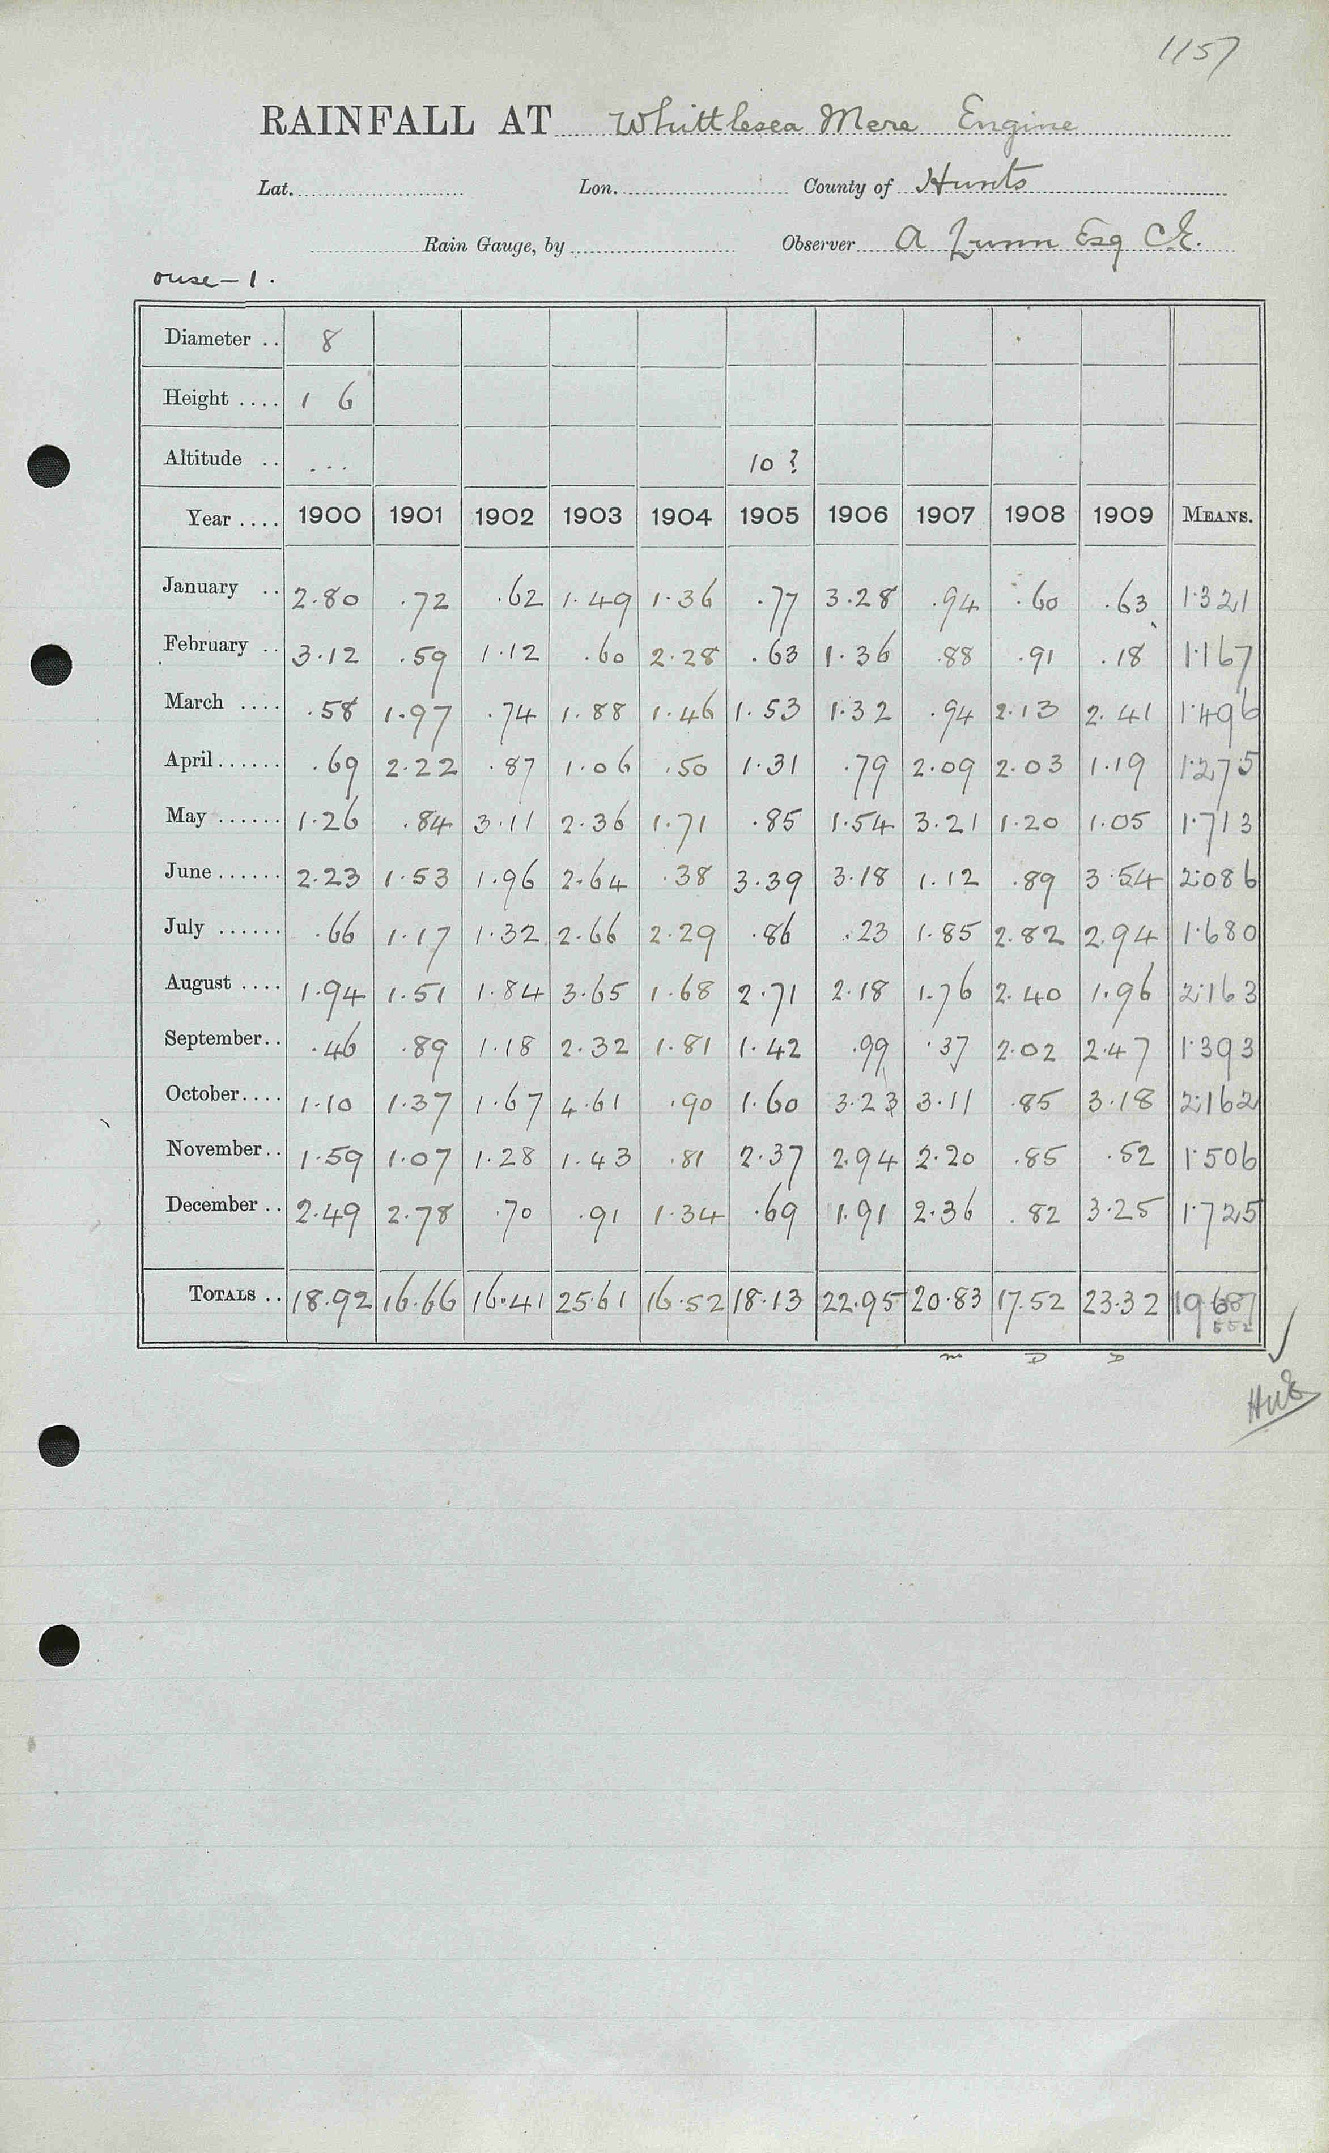 1157
RAINFALL AT Whittlesea Mere Engine
Lat. Lon. County of Hunts
Rain Gauge, by Observer A Lunn Esq C.E.
ouse-1.
Diameter .. 8
Height .... 1 6
Altitude .. ... 10 ?
Year .... 1900 1901 1902 1903 1904 1905 1906 1907 1908 1909 MEANS.
January .. 2.80 .72 .62 1.49 1.36 .77 3.28 .94 .60 .63 1.321
February .. 3.12 .59 1.12 .60 2.28 .63 1.36 .88 .91 .18 1.167
March .... .58 1.97 .74 1.88 1.46 1.53 1.32 .94 2.13 2.41 1.496
April ...... .69 2.22 .87 1.06 .50 1.31 .79 2.09 2.03 1.19 1.275
May ...... 1.26 .84 3.11 2.36 1.71 .85 1.54 3.21 1.20 1.05 1.713
June ...... 2.23 1.53 1.96 2.64 .38 3.39 3.18 1.12 .89 3.54 2.086
July ...... .66 1.17 1.32 2.66 2.29 .86 .23 1.85 2.82 2.94 1.680
August .... 1.94 1.51 1.84 3.65 1.68 2.71 2.18 1.76 2.40 1.96 2.163
September.. .46 .89 1.18 2.32 1.81 1.42 .99 .37 2.02 2.47 1.393
October.... 1.10 1.37 1.67 4.61 .90 1.60 3.23 3.11 .85 3.18 2.162
November.. 1.59 1.07 1.28 1.43 .81 2.37 2.94 2.20 .85 .52 1.506
December .. 2.49 2.78 .70 .91 1.34 .69 1.91 2.36 .82 3.25 1.725
TOTALS .. 18.92 16.66 16.41 25.61 16.52 18.13 22.95 20.83 17.52 23.32 19.687
552
m D D